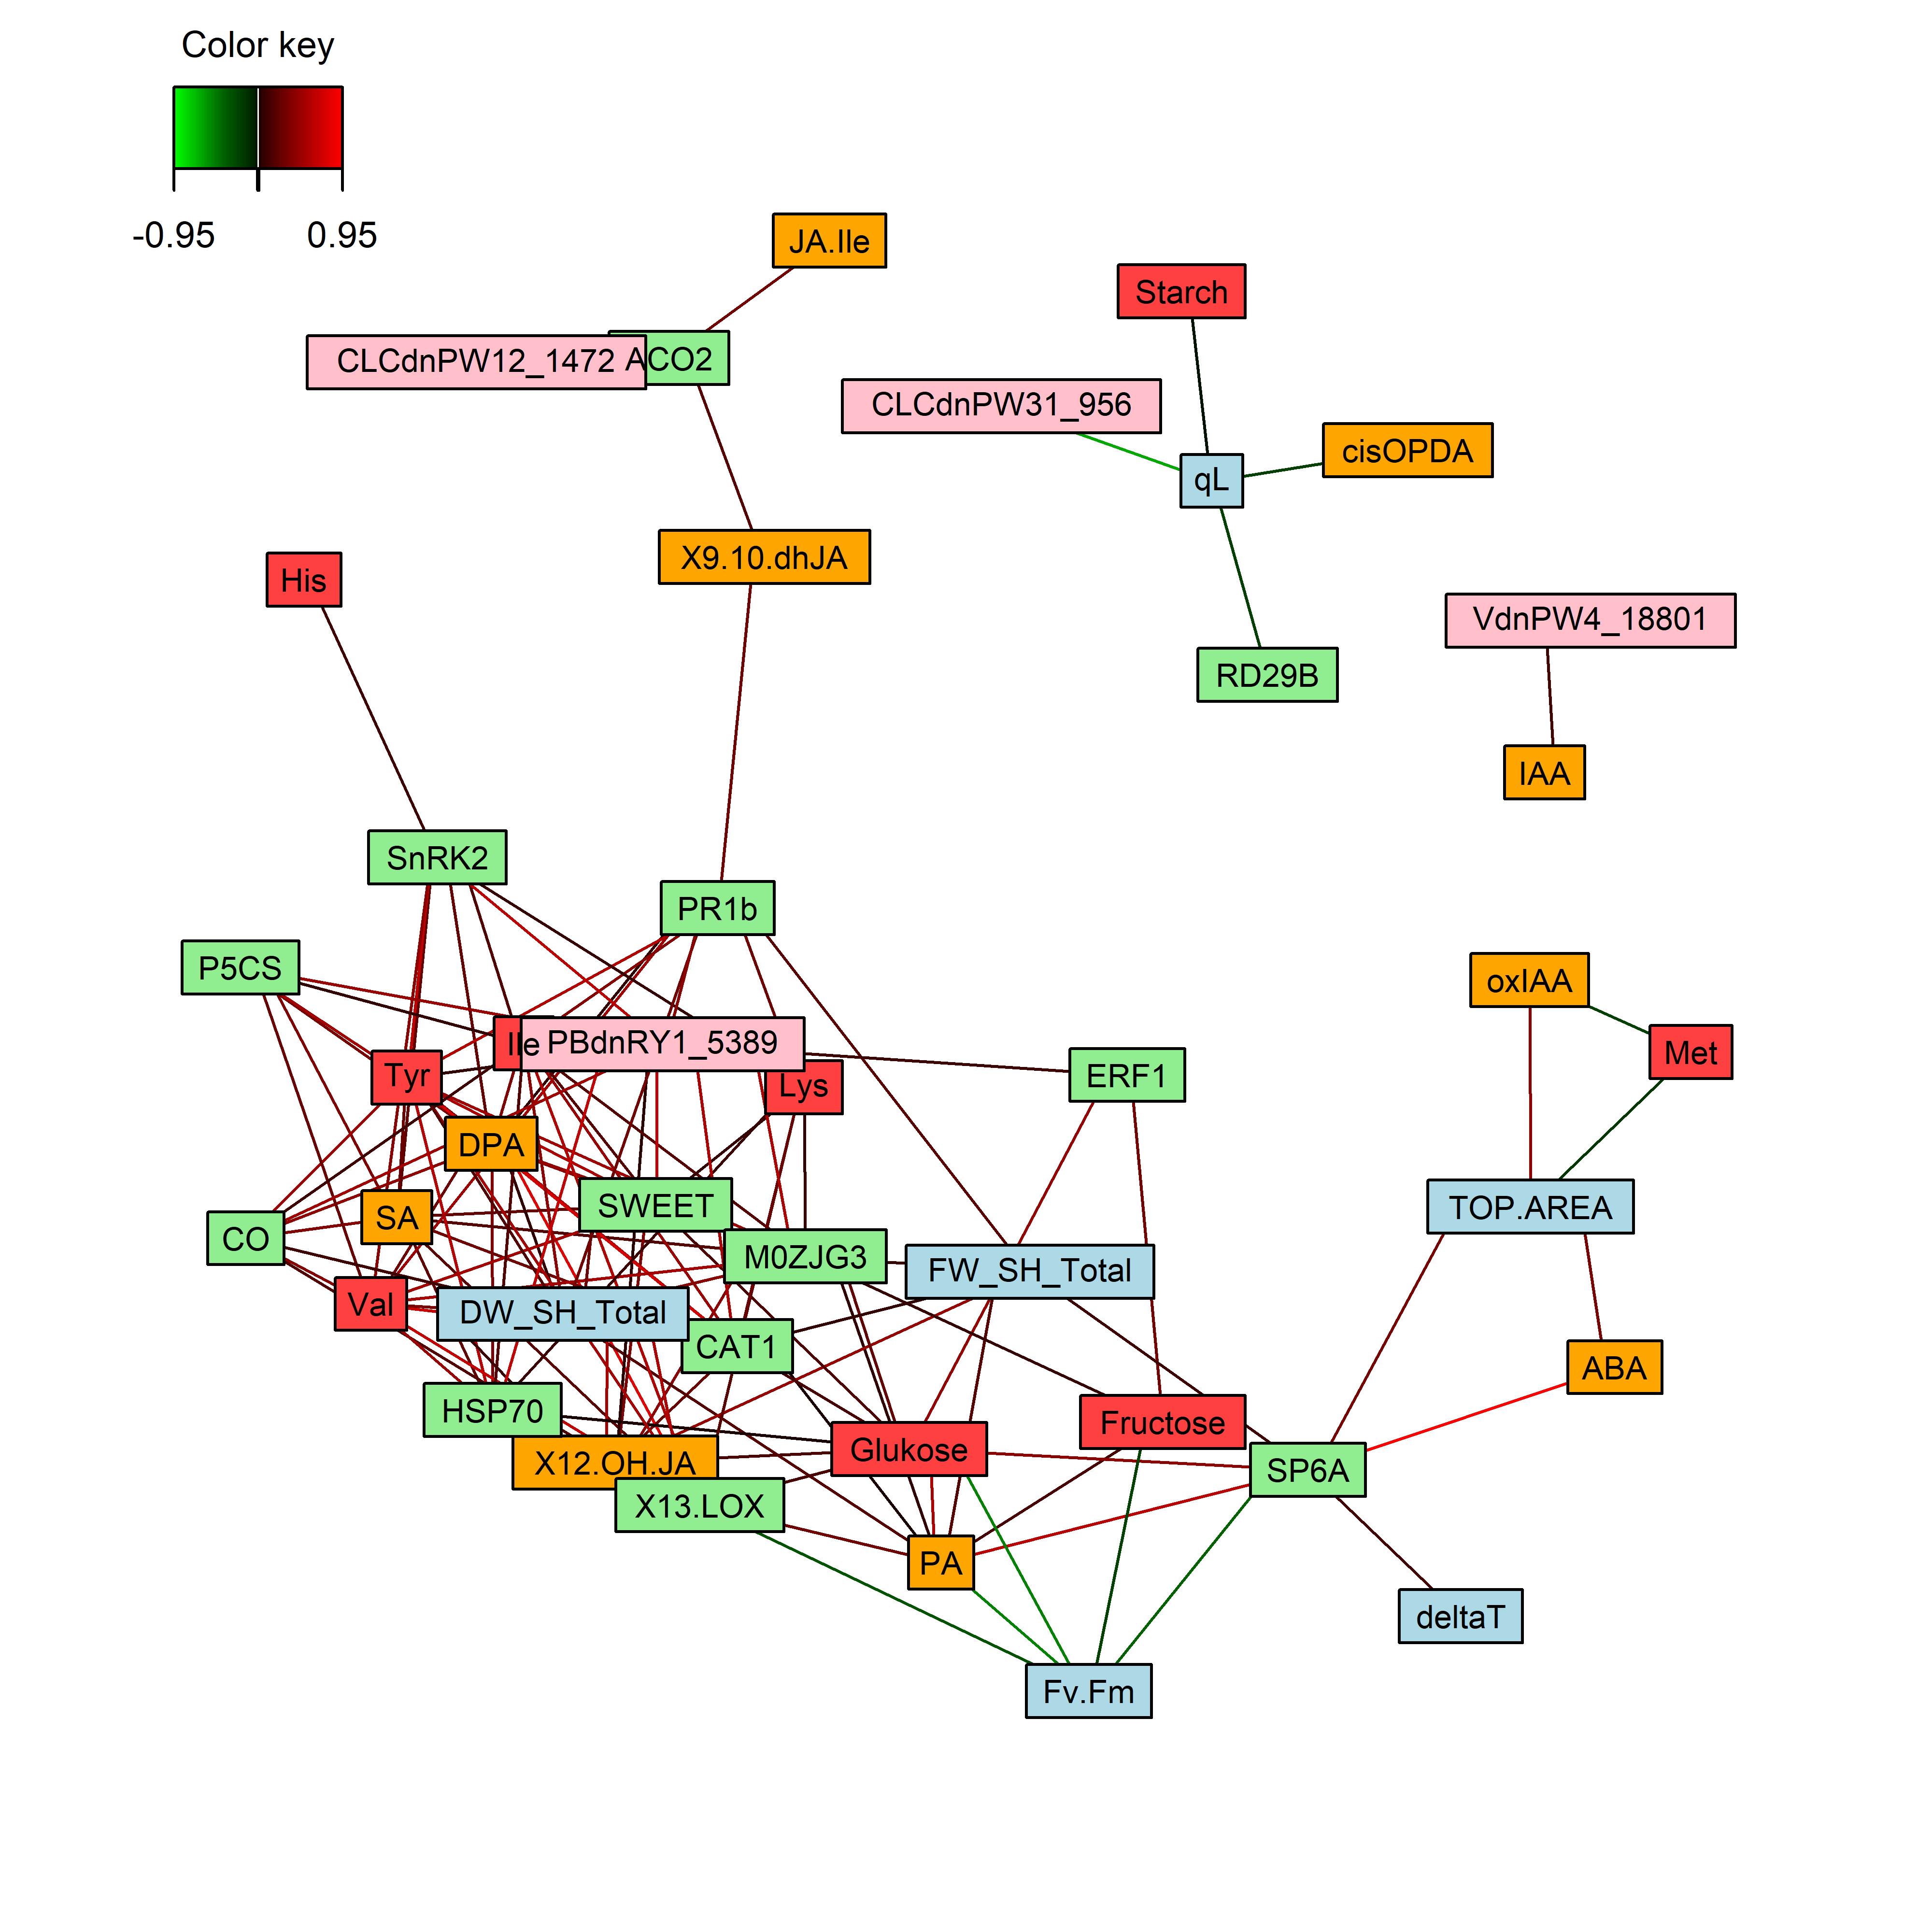 Color key
-0.95 0.95
JA.Ile
Starch
CLCdnPW12_1472 ACO2
CLCdnPW31_956
cisOPDA
qL
X9.10.dhJA
His
VdnPW4_18801
RD29B
IAA
SnRK2
PR1b
P5CS
oxIAA
Ile PBdnRY1_5389
Met
Tyr
Lys
ERF1
DPA
SWEET
SA
TOP.AREA
CO
M0ZJG3
FW_SH_Total
Val
DW_SH_Total
CAT1
ABA
HSP70
Fructose
Glukose
X12.OH.JA
SP6A
X13.LOX
PA
deltaT
Fv.Fm